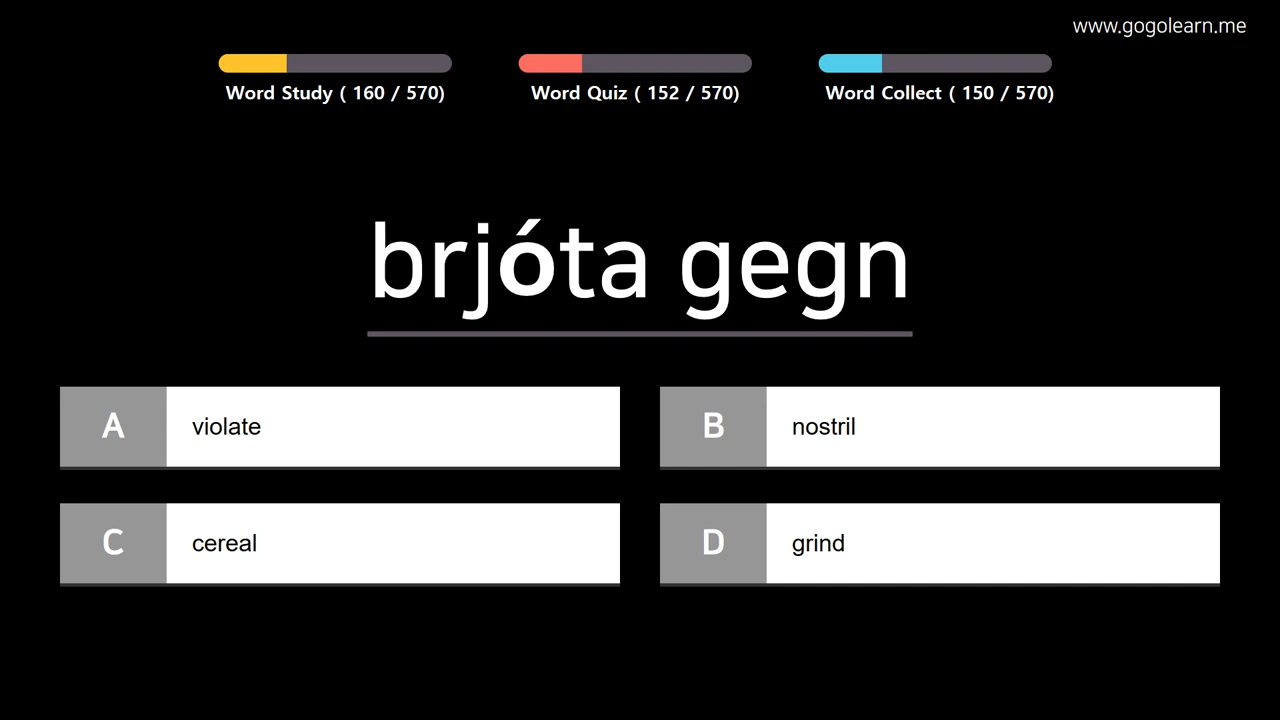 www.gogolearn.me
Word Study ( 160 / 570)
Word Quiz ( 152 / 570)
Word Collect ( 150 / 570)
brjóta gegn
A violate
B nostril
C cereal
D grind